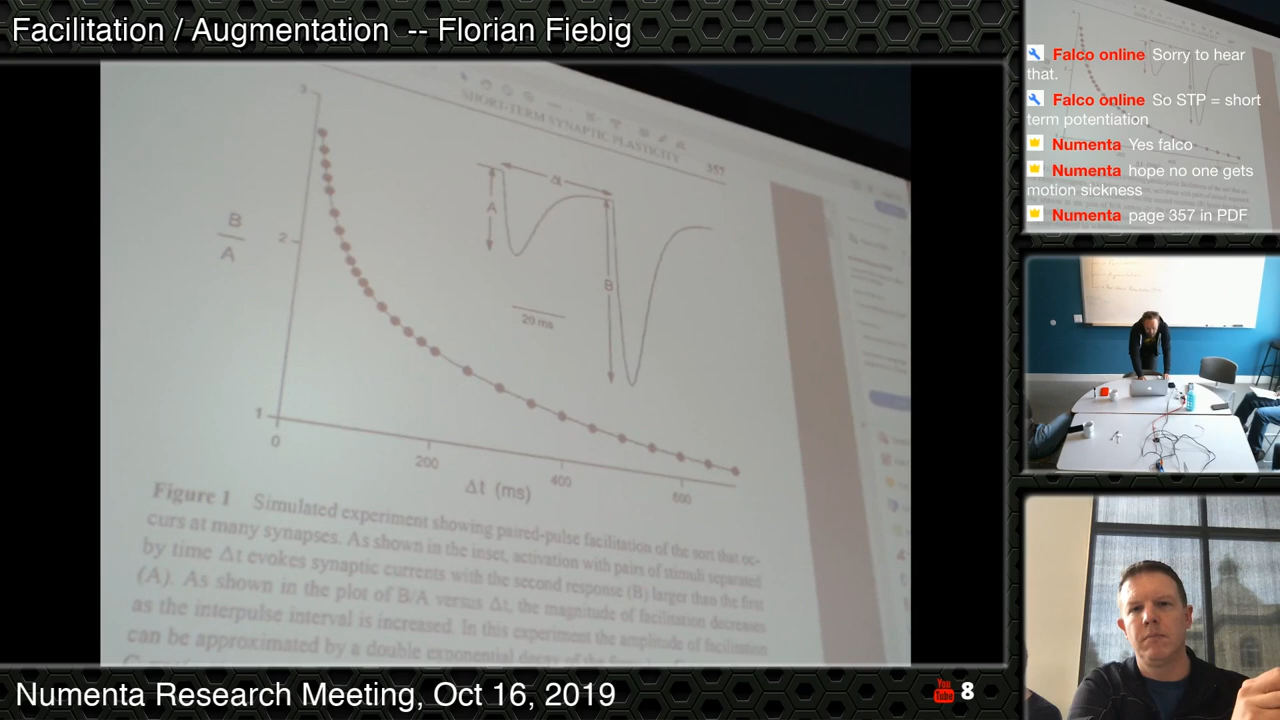 Facilitation / Augmentation -- Florian Fiebig
SHORT-TERM SYNAPTIC PLASTICITY 357
3
2
1
B
A
0
200
400
600
Δt (ms)
A
Δt
B
20 ms
Figure 1 Simulated experiment showing paired-pulse facilitation of the sort that oc-
curs at many synapses. As shown in the inset, activation with pairs of stimuli separated
by time Δt evokes synaptic currents with the second response (B) larger than the first
(A). As shown in the plot of B/A versus Δt, the magnitude of facilitation decreases
as the interpulse interval is increased. In this experiment the amplitude of facilitation
can be approximated by a double exponential decay of the
Falco online Sorry to hear
that.
Falco online So STP = short
term potentiation
Numenta Yes falco
Numenta hope no one gets
motion sickness
Numenta page 357 in PDF
Numenta Research Meeting, Oct 16, 2019
You
Tube
8